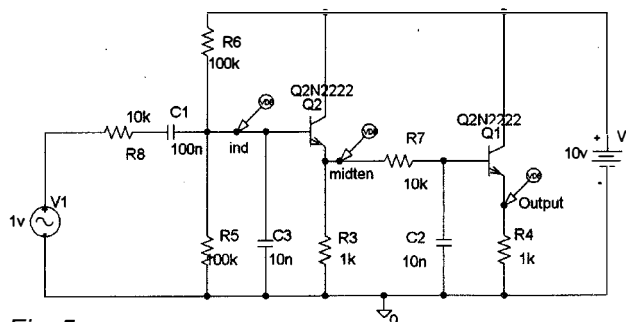 R6
100k
Q2N2222
Q2
Q2N2222
Q1
C1
10k
100n
R8
ind
VDB
VDB
midten
R7
10k
VDB
Output
V
+
10v
-
V1
1v
R5
100k
C3
10n
R3
1k
C2
10n
R4
1k
0